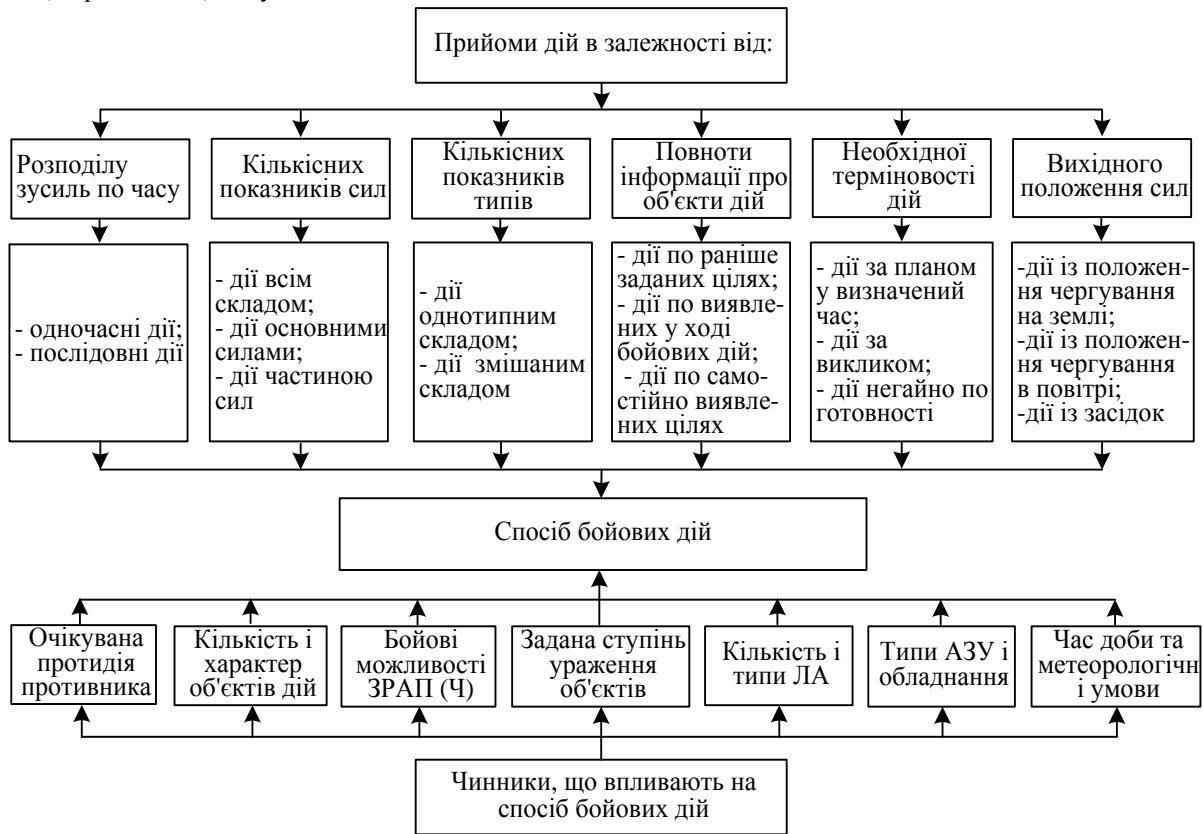 Прийоми дій в залежності від:
Розподілу
зусиль по часу
Кількісних
показників сил
Кількісних
показників
типів
Повноти
інформації про
об'єкти дій
Необхідної
терміновості
дій
Вихідного
положення сил
- одночасні дії;
- послідовні дії
- дії всім
складом;
- дії основними
силами;
- дії частиною
сил
- дії
однотипним
складом;
- дії змішаним
складом
- дії по раніше
заданих цілях;
- дії по виявле-
них у ході
бойових дій;
- дії по само-
стійно виявле-
них цілях
- дії за планом
у визначений
час;
- дії за
викликом;
- дії негайно по
готовності
-дії із положен-
ня чергування
на землі;
-дії із положен-
ня чергування
в повітрі;
-дії із засідок
Спосіб бойових дій
Очікувана
протидія
противника
Кількість і
характер
об'єктів дій
Бойові
можливості
ЗРАП (Ч)
Задана ступінь
ураження
об'єктів
Кількість і
типи ЛА
Типи АЗУ і
обладнання
Час доби та
метеорологічн
і умови
Чинники, що впливають на
спосіб бойових дій